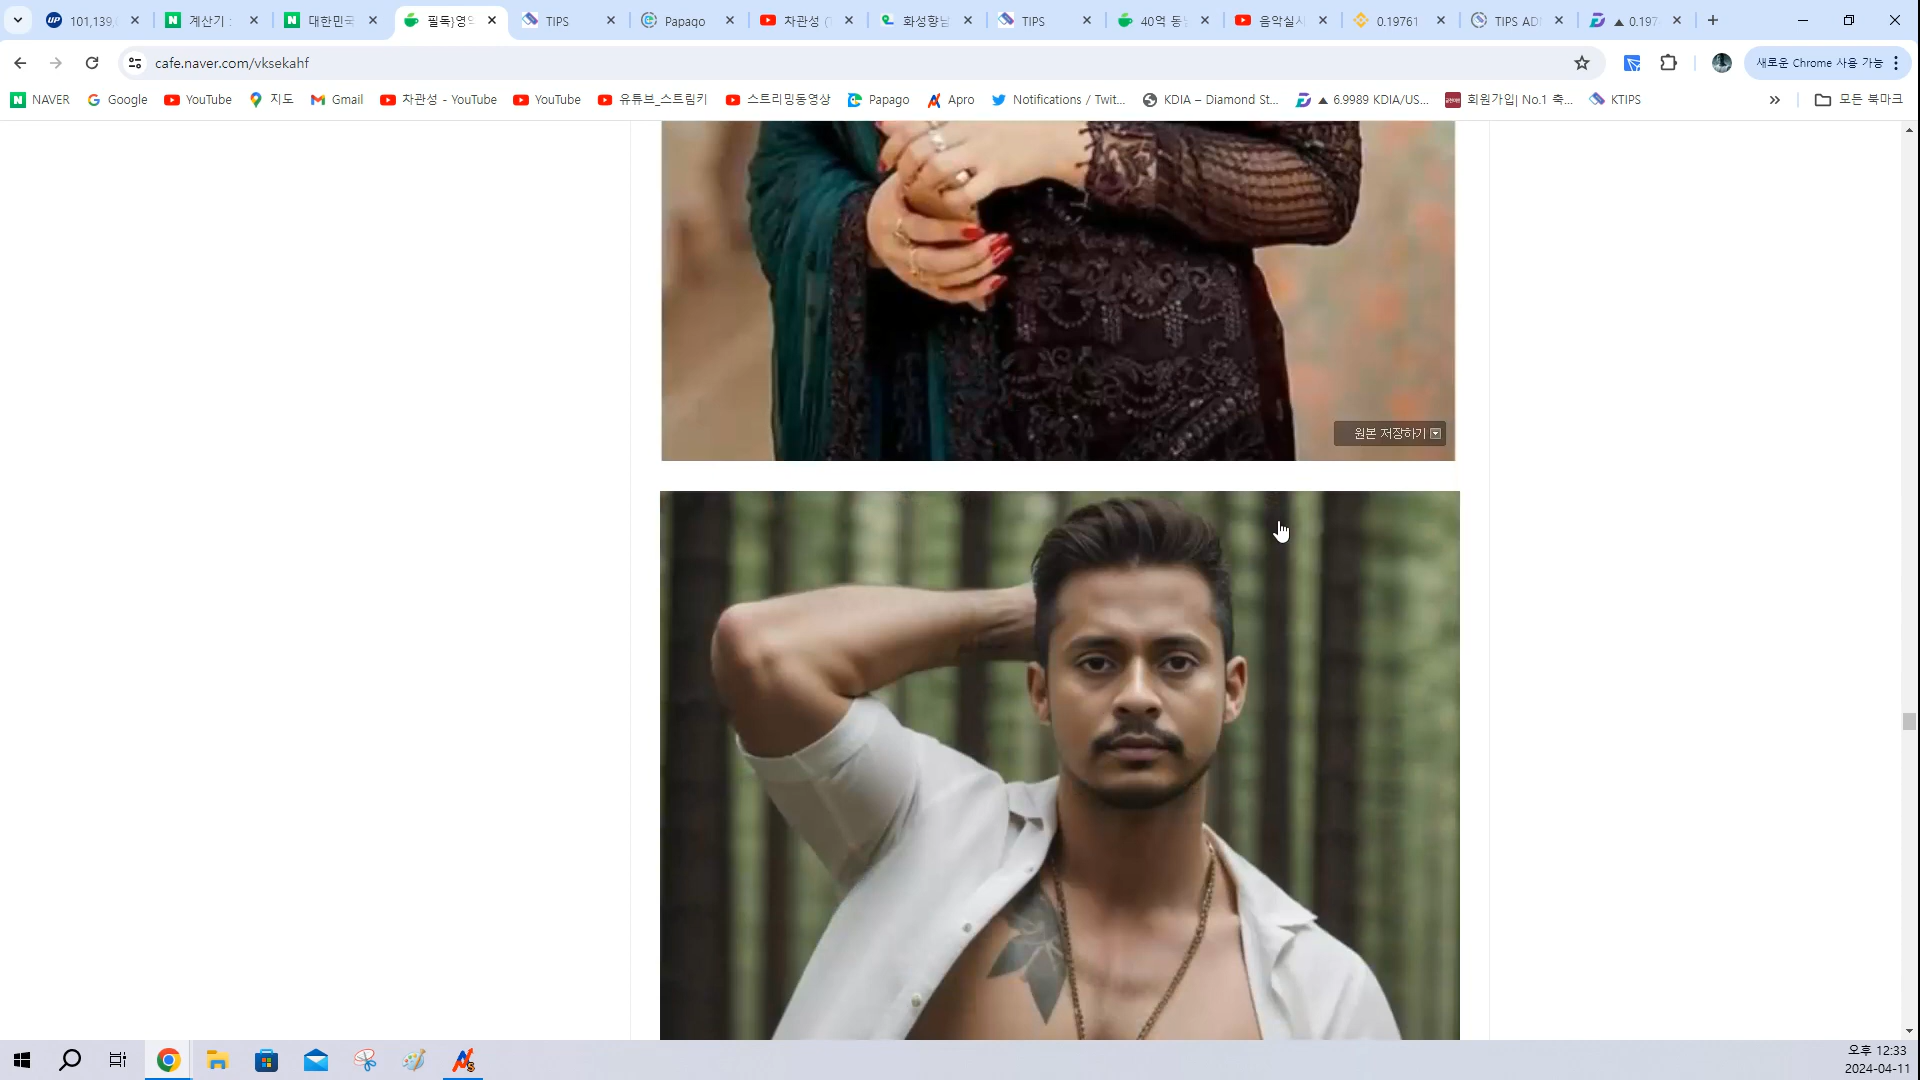 101,139,
계산기 :
대한민국
필독)영상
TIPS
Papago
차관성 (
화성향남
TIPS
40억 동
음악실시
0.19761
TIPS AD
▲ 0.197
cafe.naver.com/vksekahf
새로운 Chrome 사용 가능
NAVER
Google
YouTube
지도
Gmail
차관성 - YouTube
YouTube
유튜브_스트림키
스트리밍동영상
Papago
Apro
Notifications / Twit...
KDIA – Diamond St...
▲ 6.9989 KDIA/US...
회원가입| No.1 축...
KTIPS
모든 북마크
원본 저장하기
오후 12:33
2024-04-11